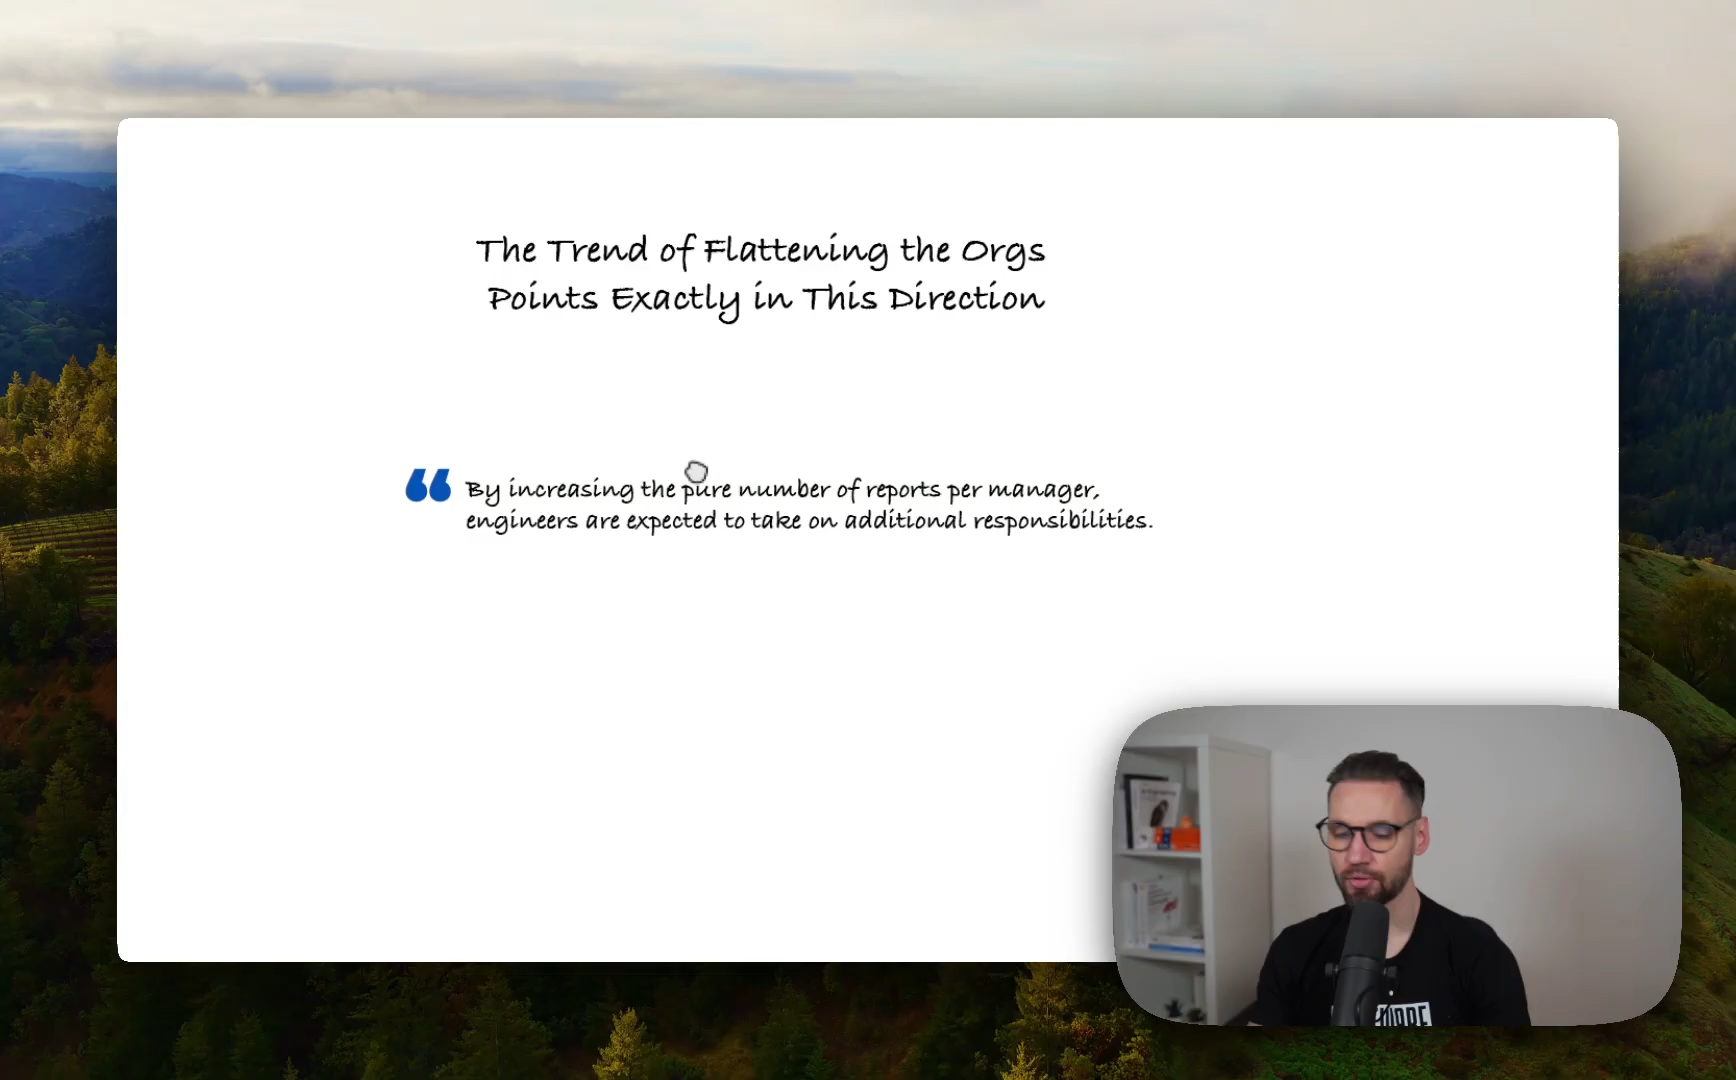 The Trend of Flattening the Orgs
Points Exactly in This Direction
“ By increasing the pure number of reports per manager,
engineers are expected to take on additional responsibilities.